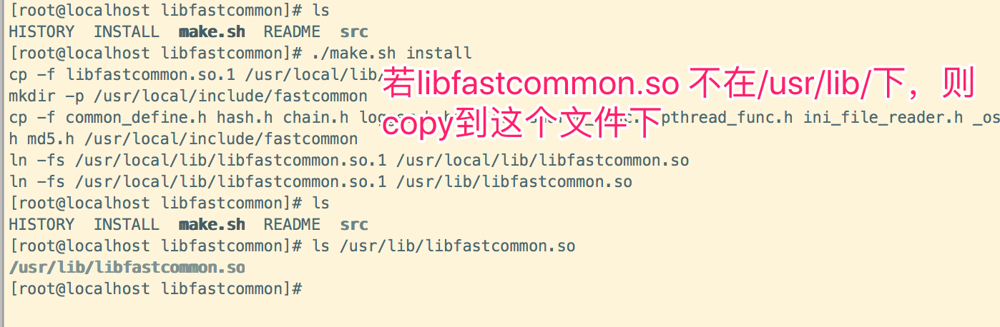 [root@localhost libfastcommon]# ls
HISTORY  INSTALL  make.sh  README  src
[root@localhost libfastcommon]# ./make.sh install
cp -f libfastcommon.so.1 /usr/local/lib/
若libfastcommon.so 不在/usr/lib/下，则
mkdir -p /usr/local/include/fastcommon
cp -f common_define.h hash.h chain.h pthread_func.h ini_file_reader.h _os
copy到这个文件下
h md5.h /usr/local/include/fastcommon
ln -fs /usr/local/lib/libfastcommon.so.1 /usr/local/lib/libfastcommon.so
ln -fs /usr/local/lib/libfastcommon.so.1 /usr/lib/libfastcommon.so
[root@localhost libfastcommon]# ls
HISTORY  INSTALL  make.sh  README  src
[root@localhost libfastcommon]# ls /usr/lib/libfastcommon.so
/usr/lib/libfastcommon.so
[root@localhost libfastcommon]#